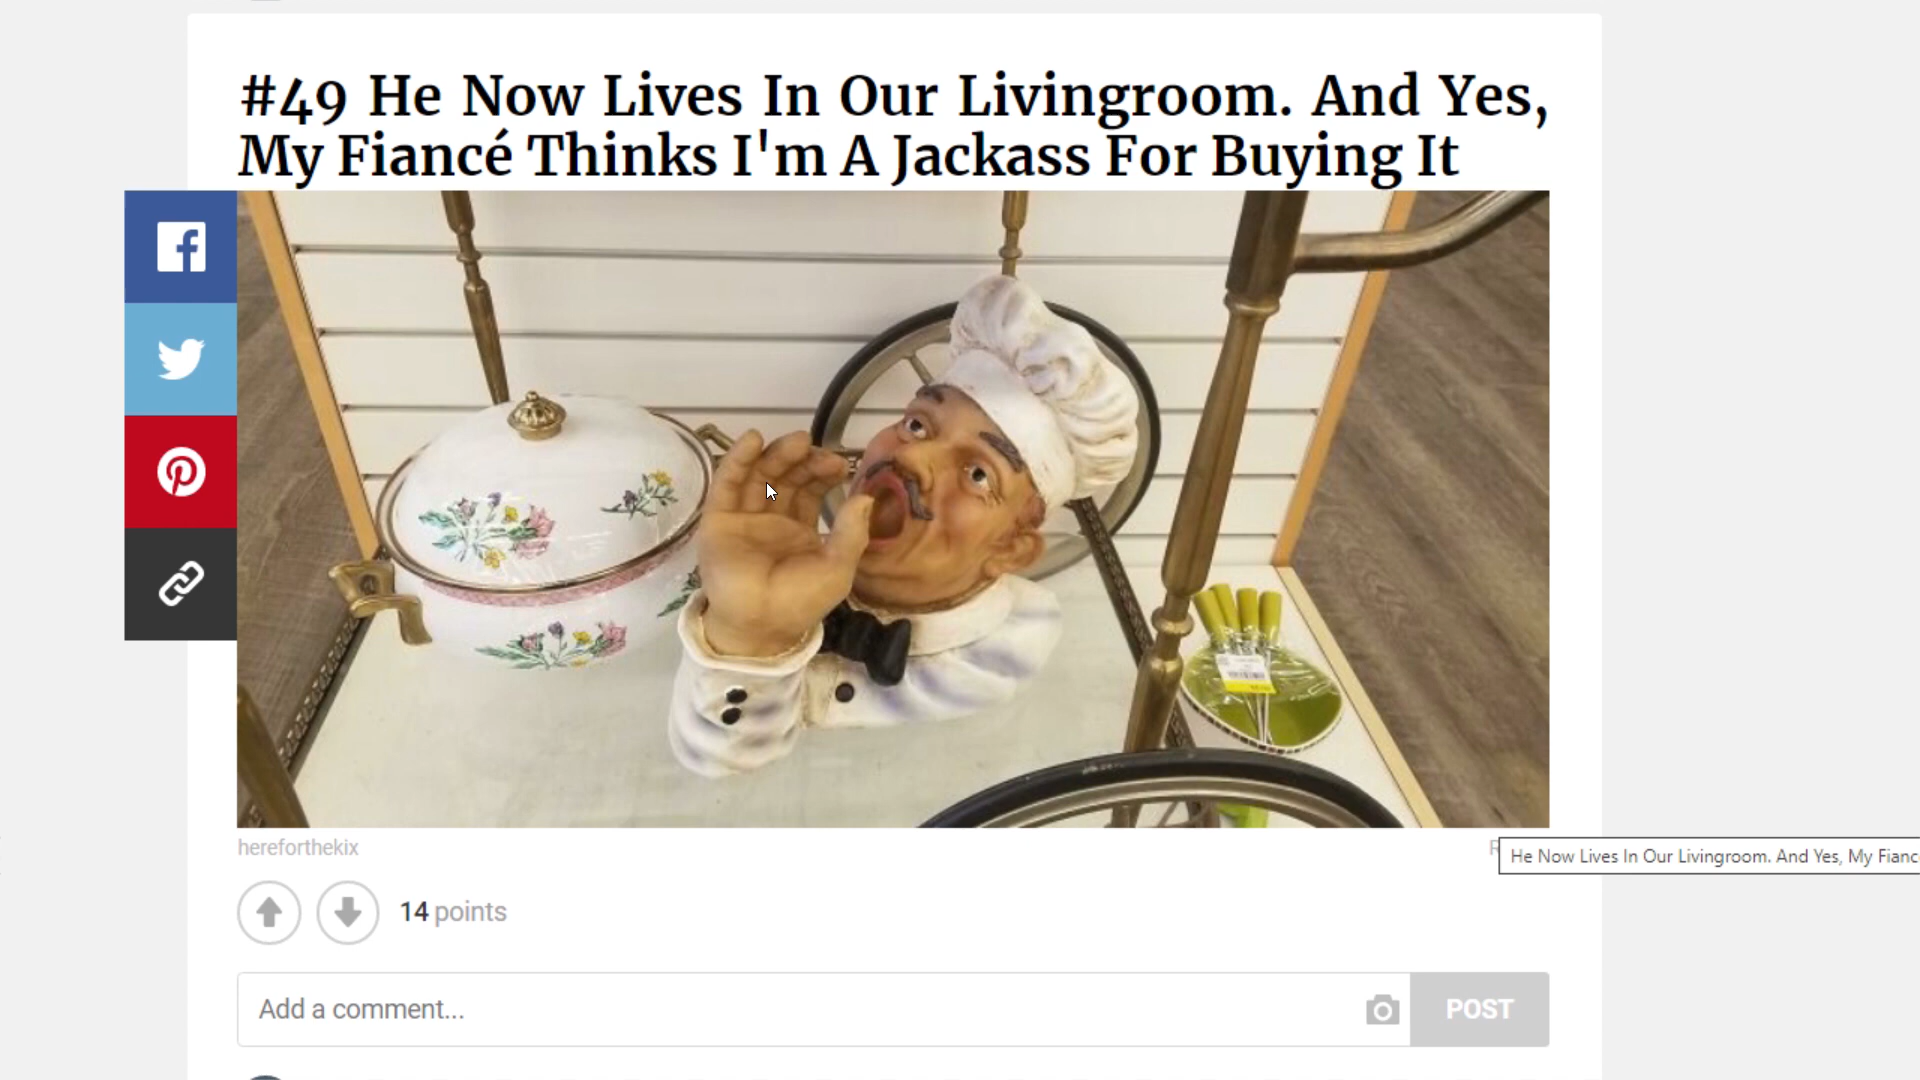 #49 He Now Lives In Our Livingroom. And Yes,
My Fiancé Thinks I'm A Jackass For Buying It
hereforthekix
He Now Lives In Our Livingroom. And Yes, My Fianc
14 points
Add a comment...
POST